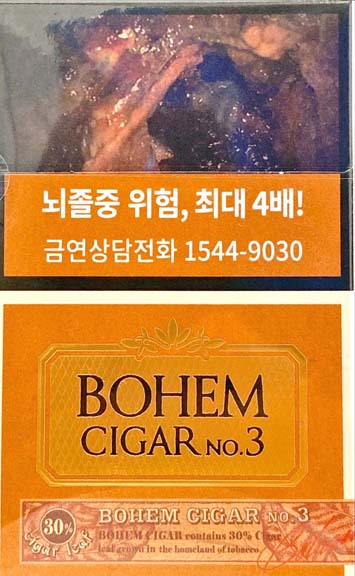 뇌졸중 위험, 최대 4배!
금연상담전화 1544-9030
BOHEM
CIGAR NO.3
30%
cigar leaf
BOHEM CIGAR NO.3
BOHEM CIGAR contains 30% Cigar
leaf grown in the homeland of tobacco.